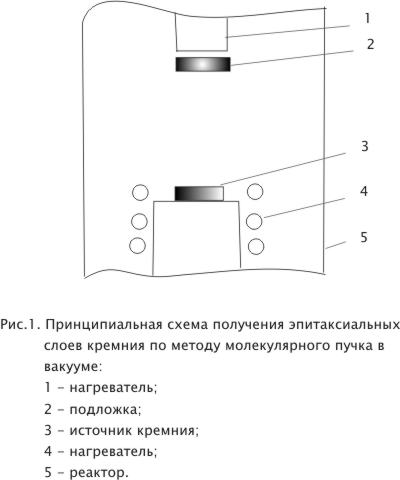 1
2
3
4
5
Рис.1. Принципиальная схема получения эпитаксиальных
слоев кремния по методу молекулярного пучка в
вакууме:
1 – нагреватель;
2 – подложка;
3 – источник кремния;
4 – нагреватель;
5 – реактор.